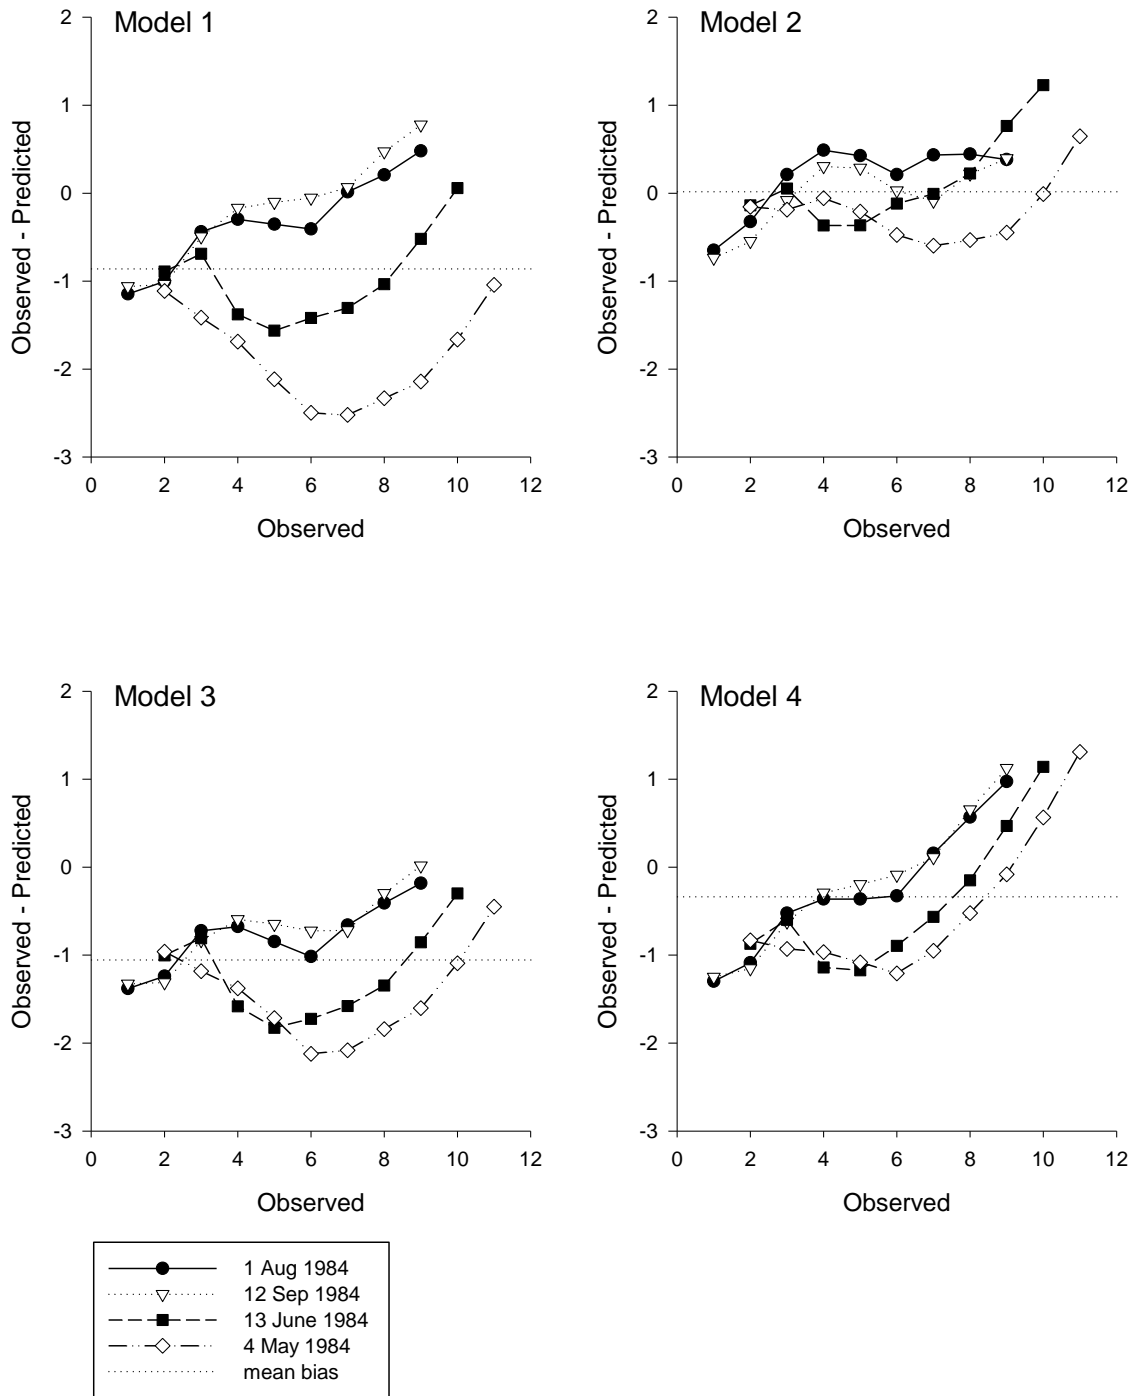 Model 1
2
1
0
-1
-2
-3
Observed - Predicted
0 2 4 6 8 10 12
Observed
Model 2
2
1
0
-1
-2
-3
Observed - Predicted
0 2 4 6 8 10 12
Observed
Model 3
2
1
0
-1
-2
-3
Observed - Predicted
0 2 4 6 8 10 12
Observed
Model 4
2
1
0
-1
-2
-3
Observed - Predicted
0 2 4 6 8 10 12
Observed
1 Aug 1984
12 Sep 1984
13 June 1984
4 May 1984
mean bias